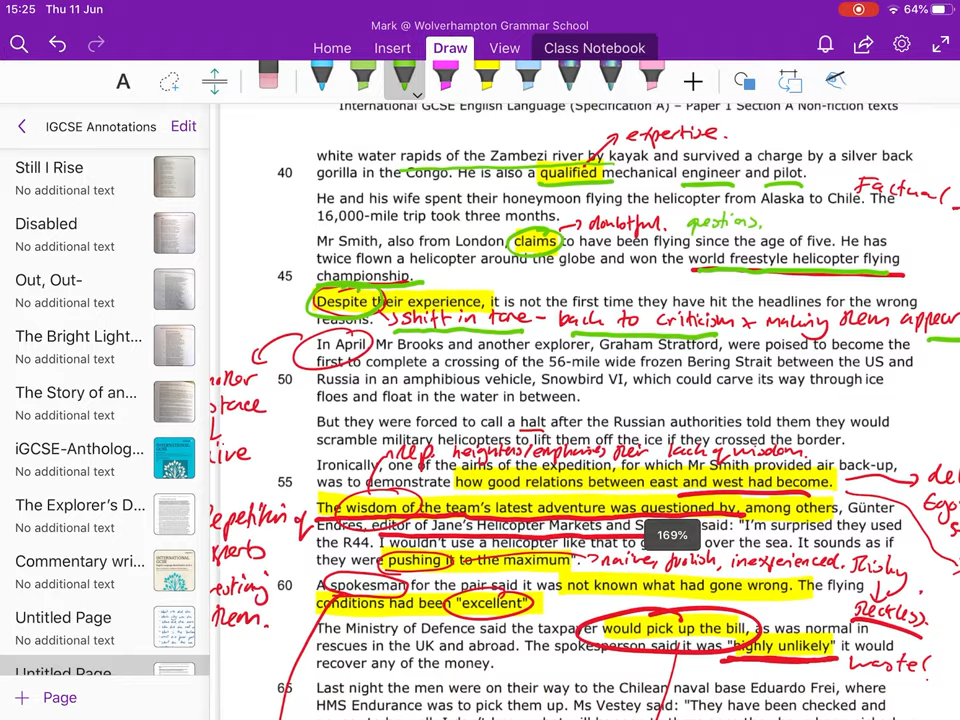 15:25 Thu 11 Jun
64%
Mark @ Wolverhampton Grammar School
Home Insert Draw View Class Notebook
A
IGCSE Annotations Edit
Still I Rise
No additional text
Disabled
No additional text
Out, Out-
No additional text
The Bright Light...
No additional text
The Story of an...
No additional text
iGCSE-Antholog...
No additional text
The Explorer's D...
No additional text
Commentary wri...
No additional text
Untitled Page
No additional text
Untitled Page
Page
International GCSE English Language (Specification A) – Paper 1 Section A Non-fiction texts
expertise.
white water rapids of the Zambezi river by kayak and survived a charge by a silver back
40 gorilla in the Congo. He is also a qualified mechanical engineer and pilot.
Factual
He and his wife spent their honeymoon flying the helicopter from Alaska to Chile. The
16,000-mile trip took three months.
doubtful. questions.
Mr Smith, also from London, claims to have been flying since the age of five. He has
twice flown a helicopter around the globe and won the world freestyle helicopter flying
45 championship.
Despite their experience, it is not the first time they have hit the headlines for the wrong
reasons.
shift in tone - back to criticism & making them appear
In April Mr Brooks and another explorer, Graham Stratford, were poised to become the
first to complete a crossing of the 56-mile wide frozen Bering Strait between the US and
50 Russia in an amphibious vehicle, Snowbird VI, which could carve its way through ice
floes and float in the water in between.
But they were forced to call a halt after the Russian authorities told them they would
scramble military helicopters to lift them off the ice if they crossed the border.
rep. heightens/emphasises their lack of wisdom.
Ironically, one of the aims of the expedition, for which Mr Smith provided air back-up,
55 was to demonstrate how good relations between east and west had become.
The wisdom of the team's latest adventure was questioned by, among others, Günter
Endres, editor of Jane's Helicopter Markets and S said: "I'm surprised they used
169%
the R44. I wouldn't use a helicopter like that to go over the sea. It sounds as if
they were pushing it to the maximum".
naive, foolish, inexperienced. Risky
Reckless.
60 A spokesman for the pair said it was not known what had gone wrong. The flying
conditions had been "excellent"
The Ministry of Defence said the taxpayer would pick up the bill, as was normal in
rescues in the UK and abroad. The spokesperson said it was "highly unlikely" it would
recover any of the money.
waste!
65 Last night the men were on their way to the Chilean naval base Eduardo Frei, where
HMS Endurance was to pick them up. Ms Vestey said: "They have been checked and
Repetition of